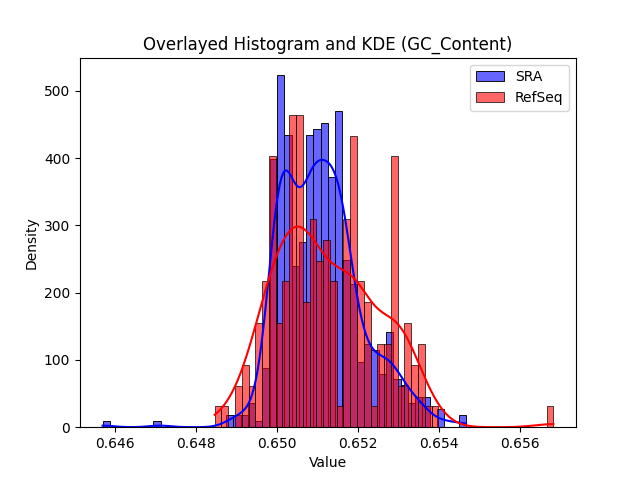 Overlayed Histogram and KDE (GC_Content)
SRA
RefSeq
Density
500
400
300
200
100
0
0.646 0.648 0.650 0.652 0.654 0.656
Value